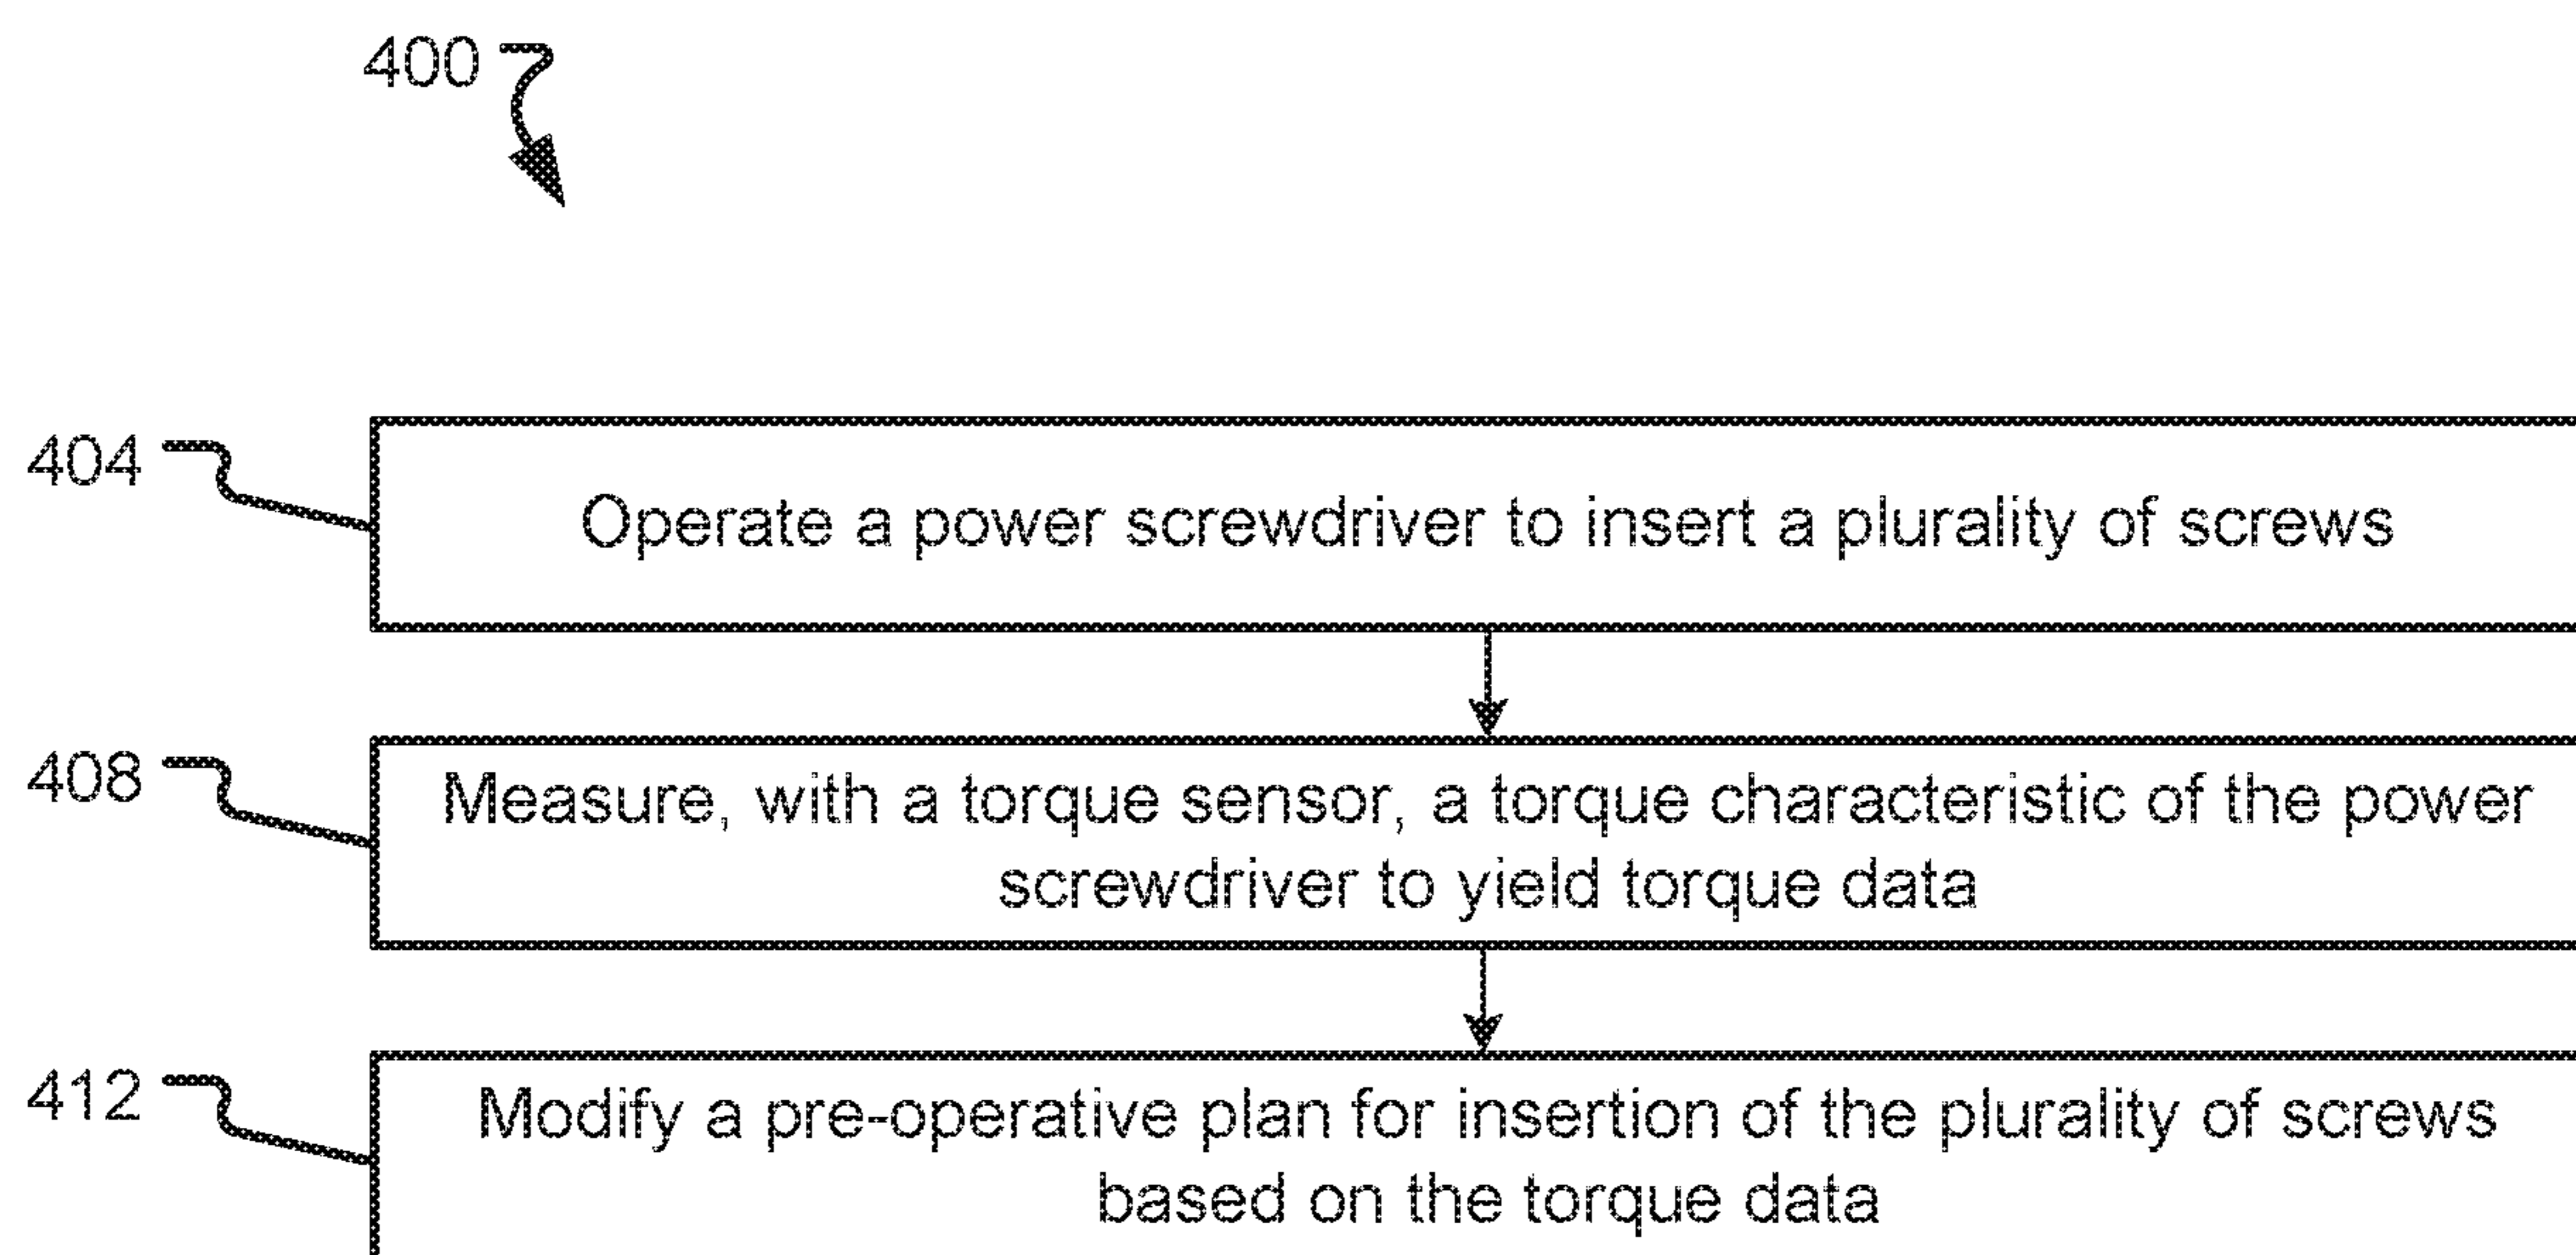 400
404
Operate a power screwdriver to insert a plurality of screws
408
Measure, with a torque sensor, a torque characteristic of the power
screwdriver to yield torque data
412
Modify a pre-operative plan for insertion of the plurality of screws
based on the torque data